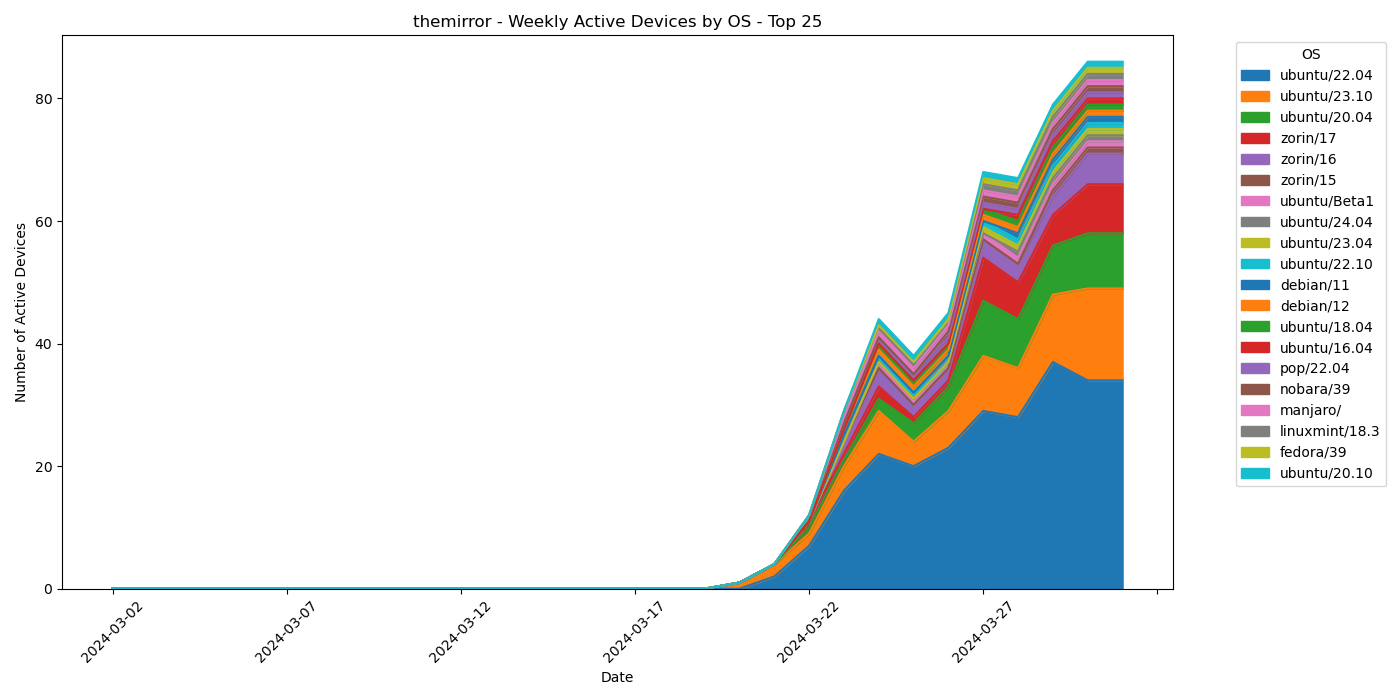 themirror - Weekly Active Devices by OS - Top 25
Number of Active Devices
80
60
40
20
0
2024-03-02
2024-03-07
2024-03-12
2024-03-17
2024-03-22
2024-03-27
Date
OS
ubuntu/22.04
ubuntu/23.10
ubuntu/20.04
zorin/17
zorin/16
zorin/15
ubuntu/Beta1
ubuntu/24.04
ubuntu/23.04
ubuntu/22.10
debian/11
debian/12
ubuntu/18.04
ubuntu/16.04
pop/22.04
nobara/39
manjaro/
linuxmint/18.3
fedora/39
ubuntu/20.10